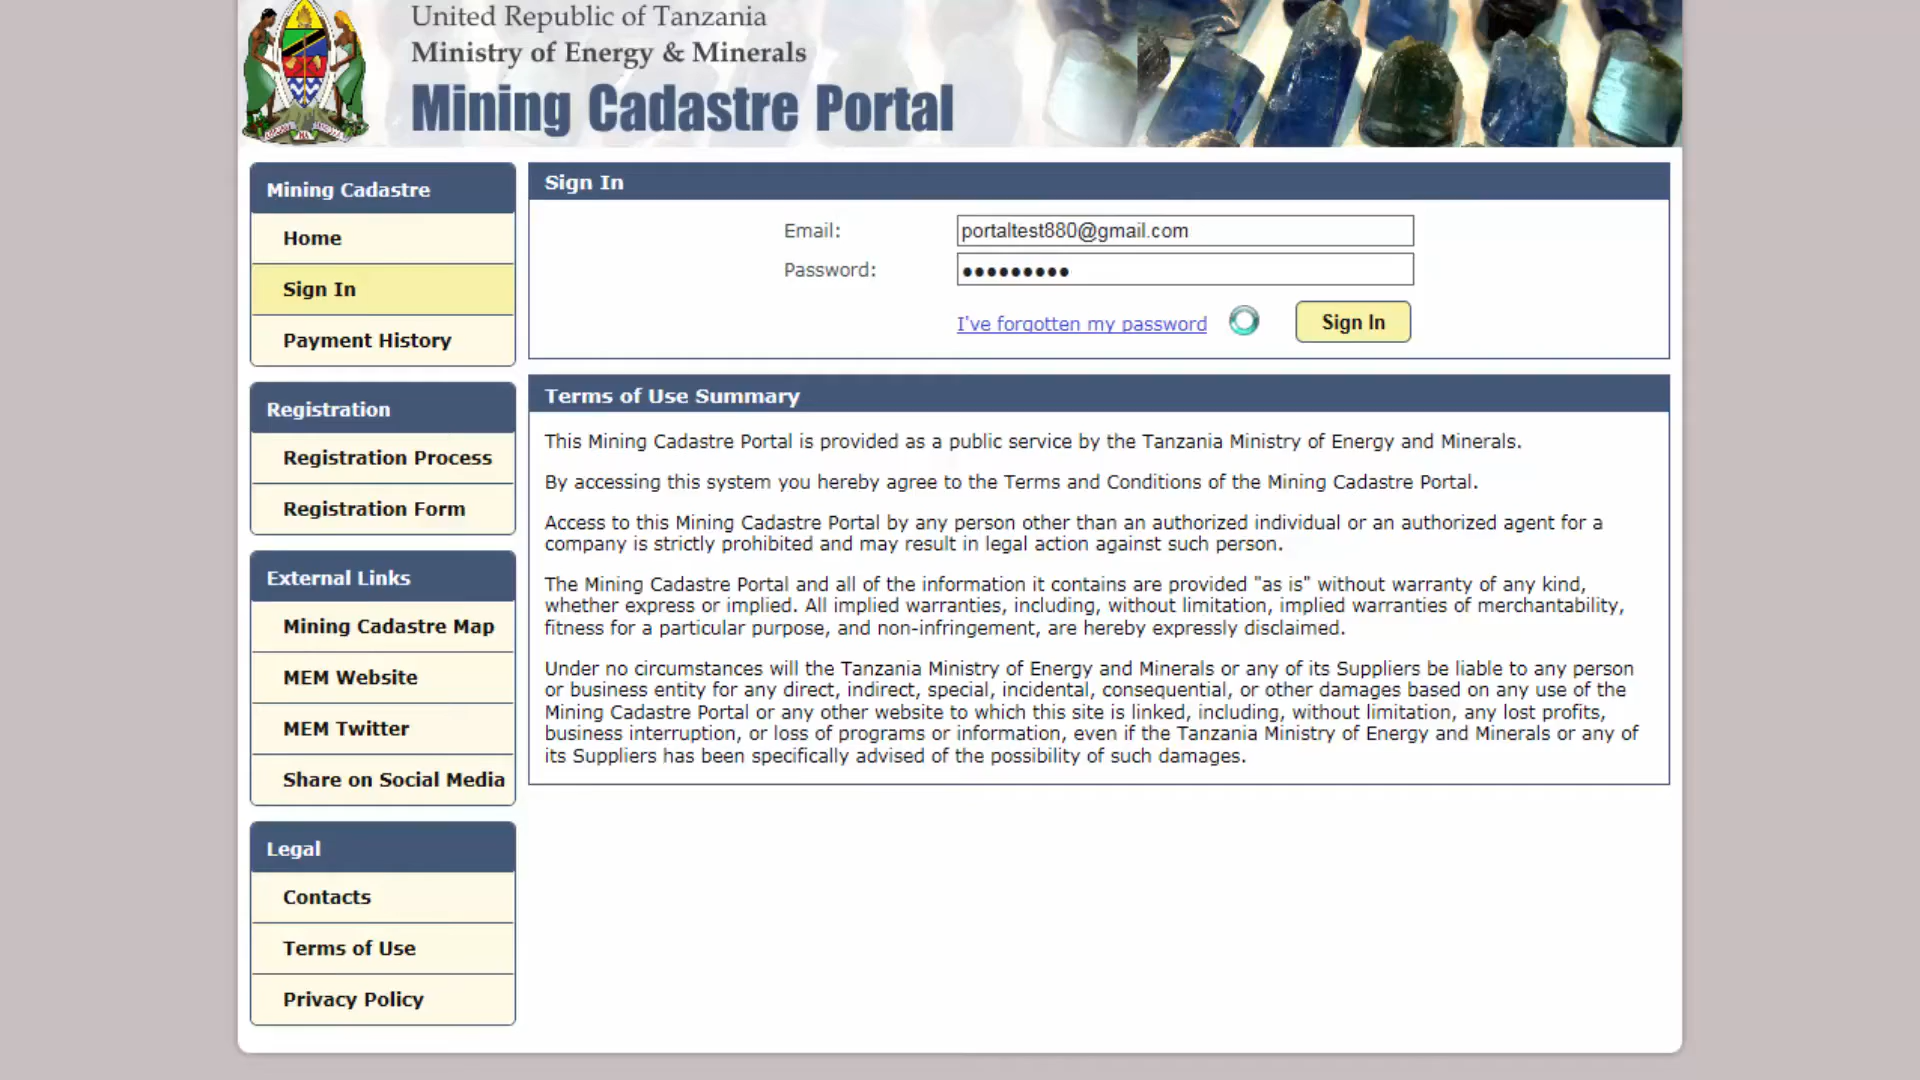 United Republic of Tanzania
Ministry of Energy & Minerals
Mining Cadastre Portal
Mining Cadastre
Home
Sign In
Payment History
Registration
Registration Process
Registration Form
External Links
Mining Cadastre Map
MEM Website
MEM Twitter
Share on Social Media
Legal
Contacts
Terms of Use
Privacy Policy
Sign In
Email: portaltest880@gmail.com
Password: ●●●●●●●●●
I've forgotten my password Sign In
Terms of Use Summary
This Mining Cadastre Portal is provided as a public service by the Tanzania Ministry of Energy and Minerals.
By accessing this system you hereby agree to the Terms and Conditions of the Mining Cadastre Portal.
Access to this Mining Cadastre Portal by any person other than an authorized individual or an authorized agent for a
company is strictly prohibited and may result in legal action against such person.
The Mining Cadastre Portal and all of the information it contains are provided "as is" without warranty of any kind,
whether express or implied. All implied warranties, including, without limitation, implied warranties of merchantability,
fitness for a particular purpose, and non-infringement, are hereby expressly disclaimed.
Under no circumstances will the Tanzania Ministry of Energy and Minerals or any of its Suppliers be liable to any person
or business entity for any direct, indirect, special, incidental, consequential, or other damages based on any use of the
Mining Cadastre Portal or any other website to which this site is linked, including, without limitation, any lost profits,
business interruption, or loss of programs or information, even if the Tanzania Ministry of Energy and Minerals or any of
its Suppliers has been specifically advised of the possibility of such damages.